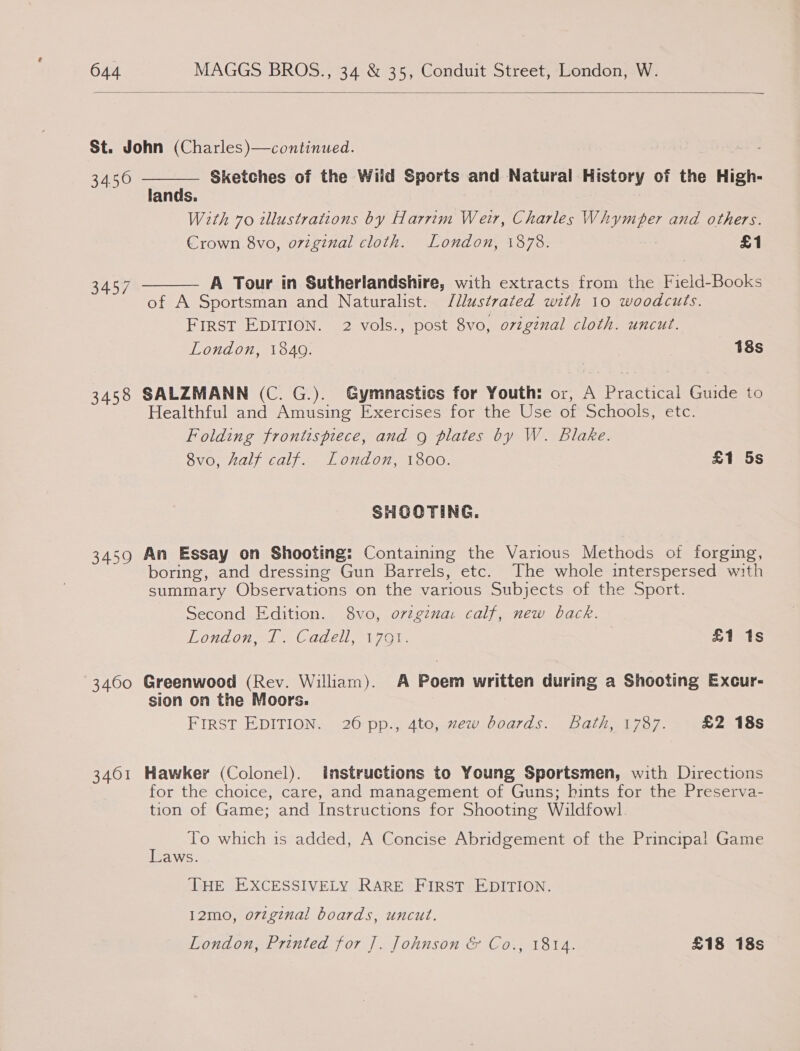 644 MAGGS BROS., 34 & 35, Conduit Street, London, W.
St. John (Charles)—continued.
3456 ——— Sketches of the Wild Sports and Natural History of the High-
lands.
With 70 illustrations by Harrim Weir, Charles Whymper and others.
Crown 8vo, original cloth. London, 1878. £1
3457 ——— A Tour in Sutherlandshire, with extracts from the Field-Books
of A Sportsman and Naturalist. Illustrated with 10 woodcuts.
FIRST EDITION. 2 vols., post 8vo, original cloth. uncut.
London, 1849. 18s
3458 SALZMANN (C. G.). Gymnastics for Youth: or, A Practical Guide to
Healthful and Amusing Exercises for the Use of Schools, etc.
Folding frontispiece, and 9 plates by W. Blake.
8vo, half calf. London, 1800. £1 5s
SHOOTING.
3459 An Essay on Shooting: Containing the Various Methods of forging,
boring, and dressing Gun Barrels, etc. The whole interspersed with
summary Observations on the various Subjects of the Sport.
Second Edition. 8vo, original calf, new back.
London, T. Cadell, 1791. £1 1s
3460 Greenwood (Rev. William). A Poem written during a Shooting Excur-
sion on the Moors.
FIRST EDITION. 26 pp., 4to, new boards. Bath, 1787. £2 18s
3461 Hawker (Colonel). Instructions to Young Sportsmen, with Directions
for the choice, care, and management of Guns; hints for the Preserva-
tion of Game; and Instructions for Shooting Wildfowl.
To which is added, A Concise Abridgement of the Principal Game
Laws.
THE EXCESSIVELY RARE FIRST EDITION.
12mo, original boards, uncut.
London, Printed for J. Johnson & Co., 1814. £18 18s